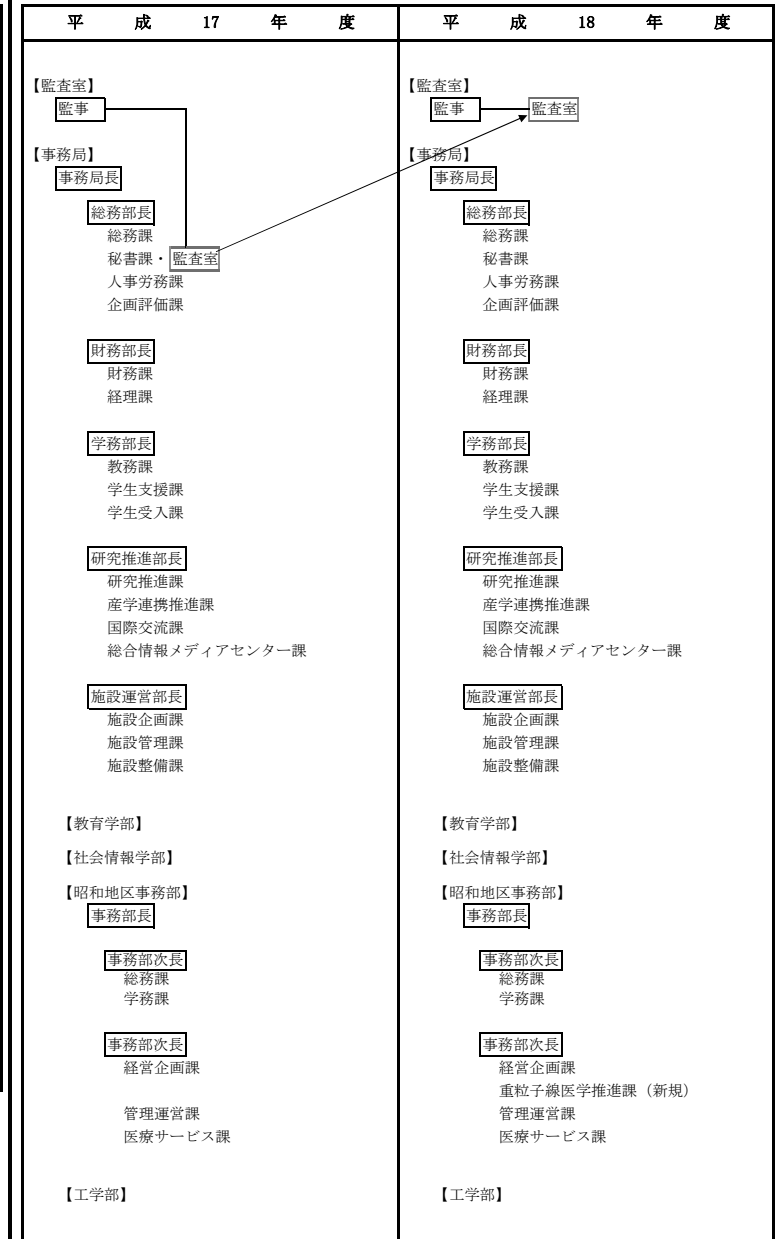 平成17年度
【監査室】
監事
【事務局】
事務局長
総務部長
総務課
秘書課・監査室
人事労務課
企画評価課
財務部長
財務課
経理課
学務部長
教務課
学生支援課
学生受入課
研究推進部長
研究推進課
産学連携推進課
国際交流課
総合情報メディアセンター課
施設運営部長
施設企画課
施設管理課
施設整備課
【教育学部】
【社会情報学部】
【昭和地区事務部】
事務部長
事務部次長
総務課
学務課
事務部次長
経営企画課
管理運営課
医療サービス課
【工学部】
平成18年度
【監査室】
監事 監査室
【事務局】
事務局長
総務部長
総務課
秘書課
人事労務課
企画評価課
財務部長
財務課
経理課
学務部長
教務課
学生支援課
学生受入課
研究推進部長
研究推進課
産学連携推進課
国際交流課
総合情報メディアセンター課
施設運営部長
施設企画課
施設管理課
施設整備課
【教育学部】
【社会情報学部】
【昭和地区事務部】
事務部長
事務部次長
総務課
学務課
事務部次長
経営企画課
重粒子線医学推進課（新規）
管理運営課
医療サービス課
【工学部】